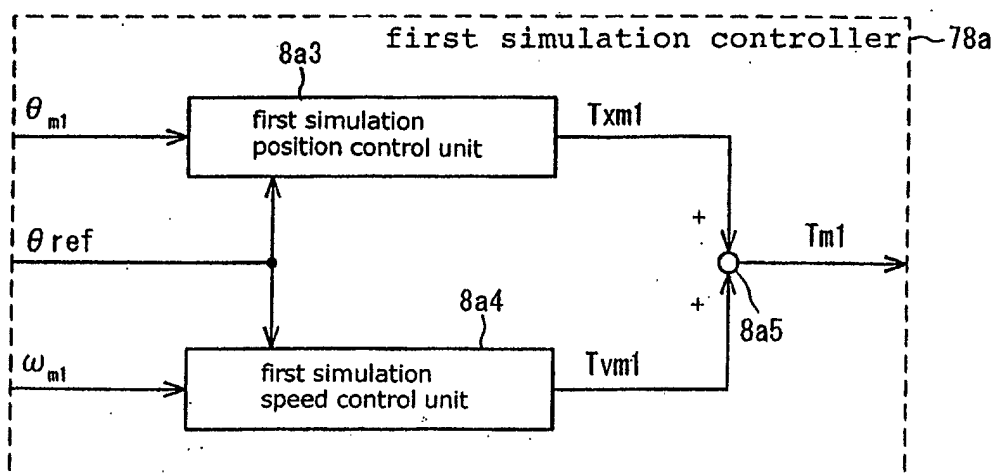 first simulation controller 78a
8a3
θm1
first simulation
position control unit
Txm1
θref
+
Tm1
8a4
+
8a5
ωm1
first simulation
speed control unit
Tvm1